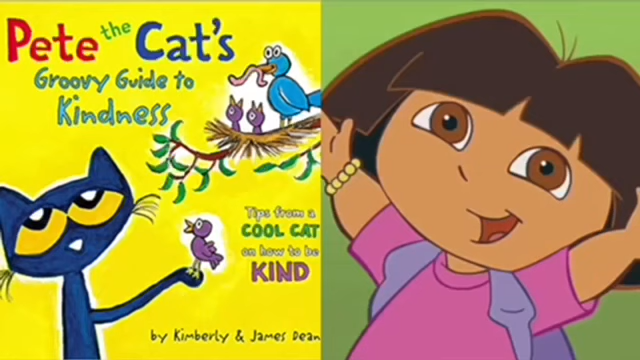 Pete the Cat's
Groovy Guide to
Kindness
Tips from a
COOL CAT
on how to be
KIND
by Kimberly & James Dean